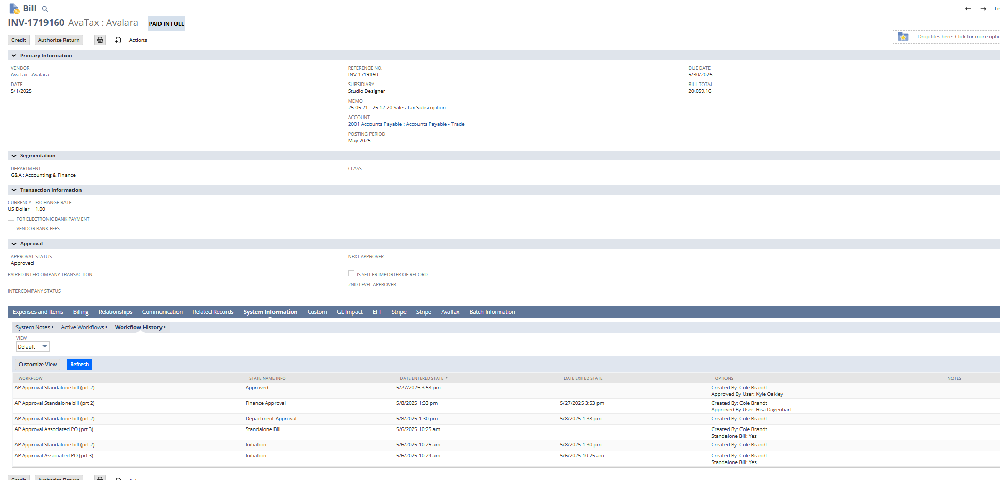 Bill
INV-1719160 AvaTax : Avalara PAID IN FULL
Credit Authorize Return Actions
Drop files here. Click for more
Primary Information
VENDOR
AvaTax : Avalara
DATE
5/1/2025
REFERENCE NO.
INV-1719160
SUBSIDIARY
Studio Designer
MEMO
25.05.21 - 25.12.20 Sales Tax Subscription
ACCOUNT
2001 Accounts Payable : Accounts Payable - Trade
POSTING PERIOD
May 2025
DUE DATE
5/30/2025
BILL TOTAL
20,059.16
Segmentation
DEPARTMENT
G&A : Accounting & Finance
CLASS
Transaction Information
CURRENCY EXCHANGE RATE
US Dollar 1.00
FOR ELECTRONIC BANK PAYMENT
VENDOR BANK FEES
Approval
APPROVAL STATUS
Approved
PAIRED INTERCOMPANY TRANSACTION
INTERCOMPANY STATUS
NEXT APPROVER
IS SELLER IMPORTER OF RECORD
2ND LEVEL APPROVER
Expenses and Items Billing Relationships Communication Related Records System Information Custom GL Impact EFT Stripe Stripe AvaTax Batch Information
System Notes • Active Workflows • Workflow History •
VIEW
Default
Customize View Refresh
WORKFLOW STATE NAME INFO DATE ENTERED STATE ▼ DATE EXITED STATE OPTIONS NOTES
AP Approval Standalone bill (prt 2) Approved 5/27/2025 3:53 pm Created By: Cole Brandt
Approved By User: Kyle Oakley
AP Approval Standalone bill (prt 2) Finance Approval 5/8/2025 1:33 pm 5/27/2025 3:53 pm Created By: Cole Brandt
Approved By User: Risa Dagenhart
AP Approval Standalone bill (prt 2) Department Approval 5/8/2025 1:30 pm 5/8/2025 1:33 pm Created By: Cole Brandt
AP Approval Associated PO (prt 3) Standalone Bill 5/6/2025 10:25 am Created By: Cole Brandt
Standalone Bill: Yes
AP Approval Standalone bill (prt 2) Initiation 5/6/2025 10:25 am 5/8/2025 1:30 pm Created By: Cole Brandt
AP Approval Associated PO (prt 3) Initiation 5/6/2025 10:24 am 5/6/2025 10:25 am Created By: Cole Brandt
Standalone Bill: Yes
Credit Authorize Return